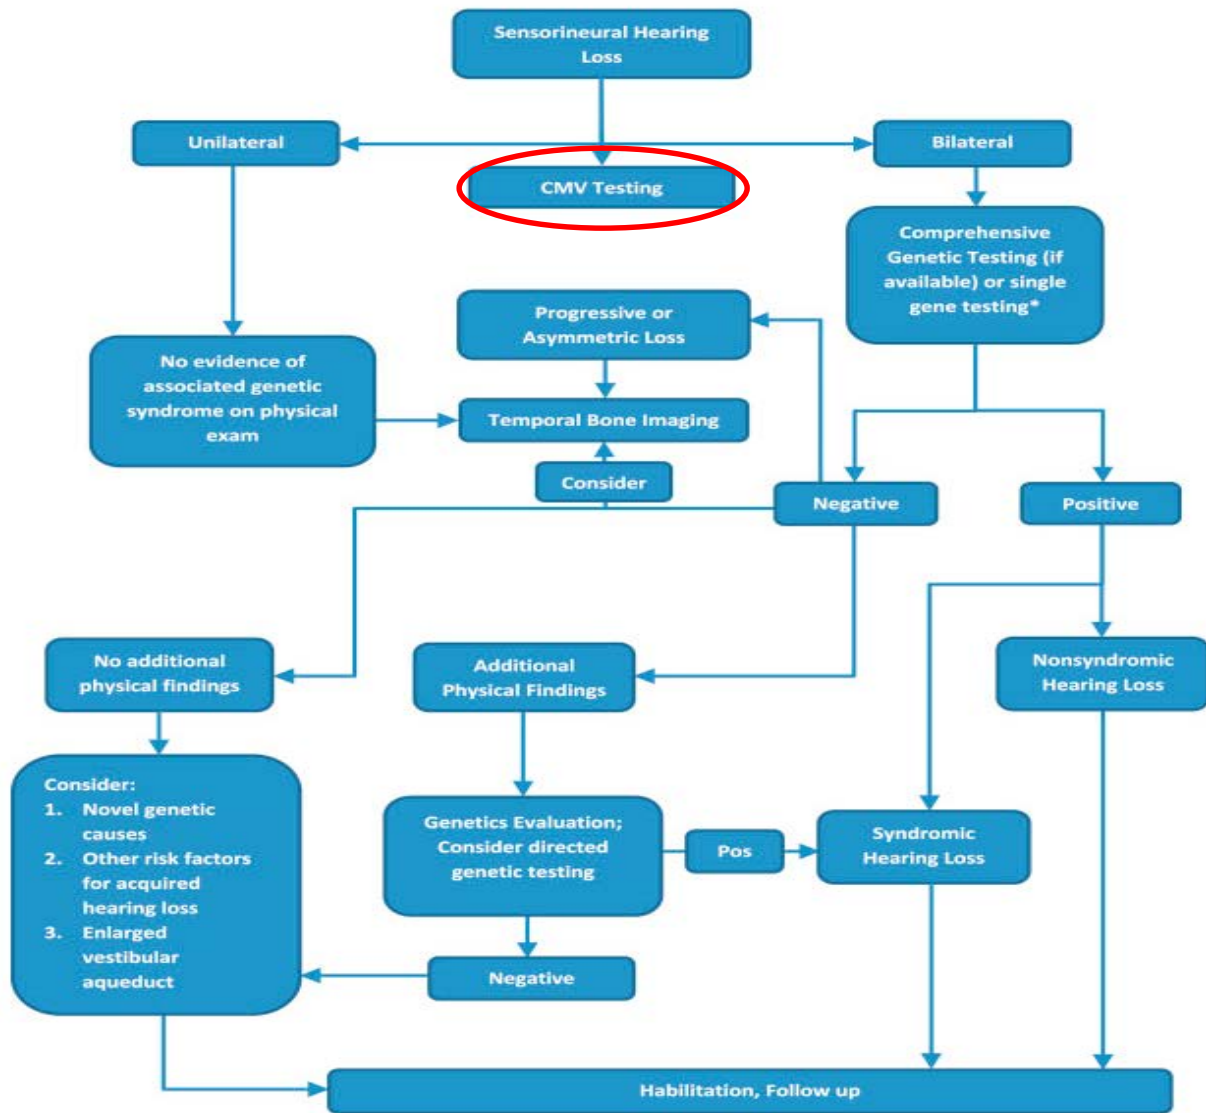 Sensorineural Hearing
Loss
Unilateral
Bilateral
CMV Testing
Comprehensive
Genetic Testing (if
available) or single
gene testing*
Progressive or
Asymmetric Loss
No evidence of
associated genetic
syndrome on physical
exam
Temporal Bone Imaging
Consider
Negative
Positive
No additional
physical findings
Additional
Physical Findings
Nonsyndromic
Hearing Loss
Consider:
1. Novel genetic
causes
2. Other risk factors
for acquired
hearing loss
3. Enlarged
vestibular
aqueduct
Genetics Evaluation;
Consider directed
genetic testing
Pos
Syndromic
Hearing Loss
Negative
Habilitation, Follow up